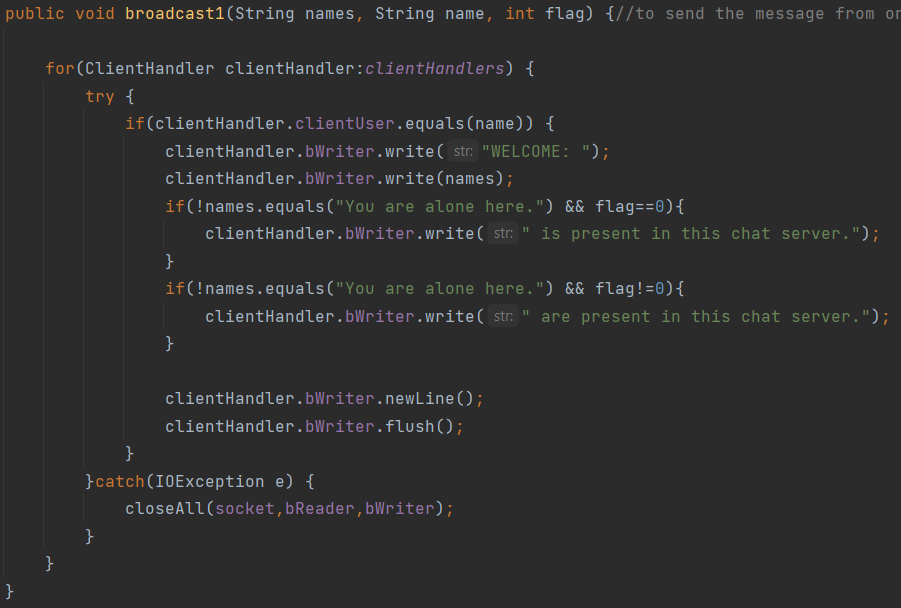 public void broadcast1(String names, String name, int flag) {//to send the message from
for(ClientHandler clientHandler:clientHandlers) {
try {
if(clientHandler.clientUser.equals(name)) {
clientHandler.bWriter.write( str: "WELCOME: ");
clientHandler.bWriter.write(names);
if(!names.equals("You are alone here.") && flag==0){
clientHandler.bWriter.write( str: " is present in this chat server.");
}
if(!names.equals("You are alone here.") && flag!=0){
clientHandler.bWriter.write( str: " are present in this chat server.");
}
clientHandler.bWriter.newLine();
clientHandler.bWriter.flush();
}
}catch(IOException e) {
closeAll(socket,bReader,bWriter);
}
}
}